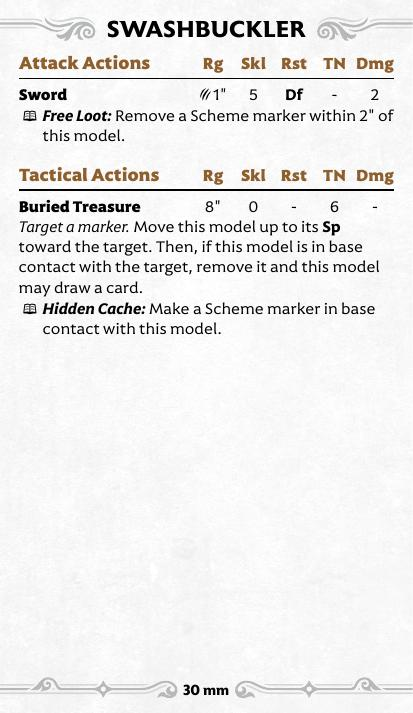 SWASHBUCKLER
Attack Actions Rg Skl Rst TN Dmg
Sword 1" 5 Df - 2
Free Loot: Remove a Scheme marker within 2" of
this model.
Tactical Actions Rg Skl Rst TN Dmg
Buried Treasure 8" 0 - 6 -
Target a marker. Move this model up to its Sp
toward the target. Then, if this model is in base
contact with the target, remove it and this model
may draw a card.
Hidden Cache: Make a Scheme marker in base
contact with this model.
30 mm